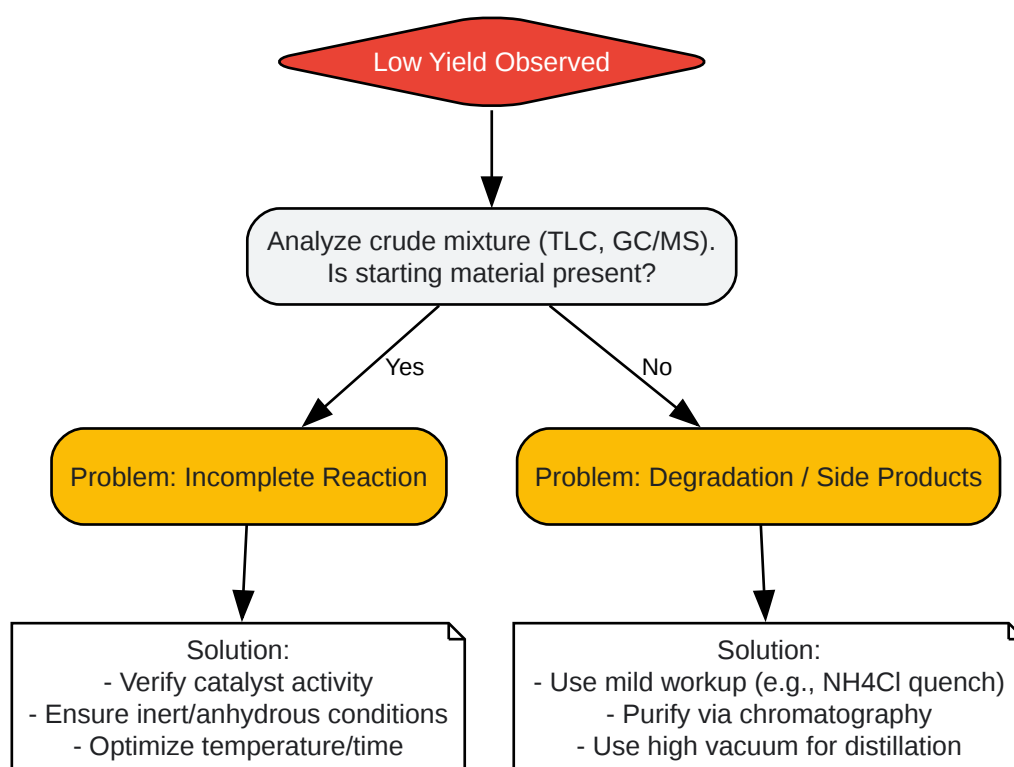 Low Yield Observed
Analyze crude mixture (TLC, GC/MS).
Is starting material present?
Yes
No
Problem: Incomplete Reaction
Problem: Degradation / Side Products
Solution:
- Verify catalyst activity
- Ensure inert/anhydrous conditions
- Optimize temperature/time
Solution:
- Use mild workup (e.g., NH4Cl quench)
- Purify via chromatography
- Use high vacuum for distillation